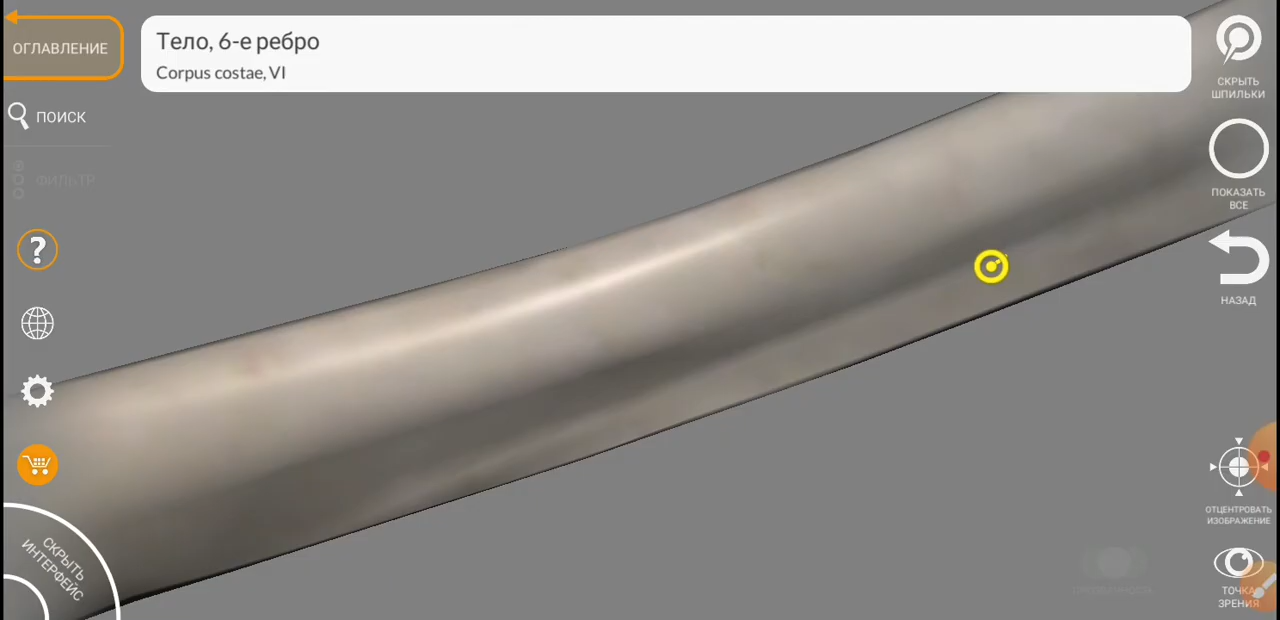 ОГЛАВЛЕНИЕ
Тело, 6-е ребро
Corpus costae, VI
ПОИСК
ФИЛЬТР
СКРЫТЬ
ИНТЕРФЕЙС
СКРЫТЬ
ШПИЛЬКИ
ПОКАЗАТЬ
ВСЕ
НАЗАД
ОТЦЕНТРОВАТЬ
ИЗОБРАЖЕНИЕ
ТОЧКА
ЗРЕНИЯ